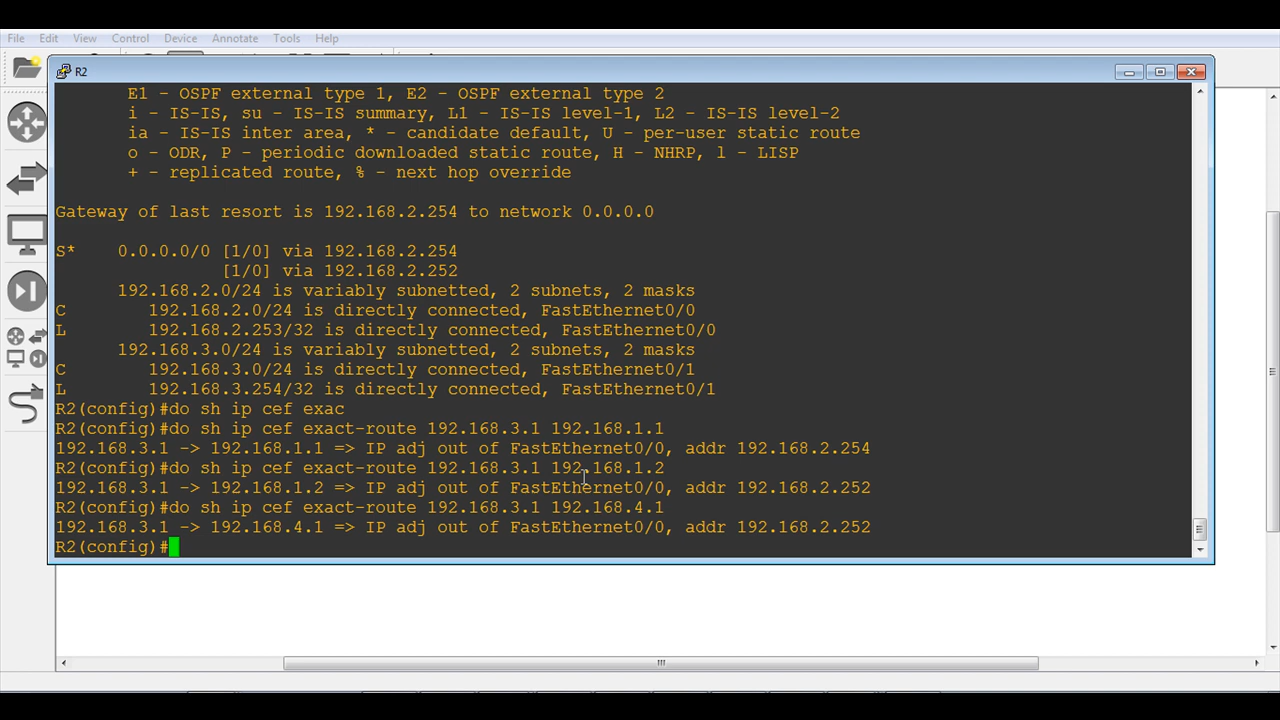 File Edit View Control Device Annotate Tools Help
R2
E1 - OSPF external type 1, E2 - OSPF external type 2
i - IS-IS, su - IS-IS summary, L1 - IS-IS level-1, L2 - IS-IS level-2
ia - IS-IS inter area, * - candidate default, U - per-user static route
o - ODR, P - periodic downloaded static route, H - NHRP, l - LISP
+ - replicated route, % - next hop override
Gateway of last resort is 192.168.2.254 to network 0.0.0.0
S* 0.0.0.0/0 [1/0] via 192.168.2.254
[1/0] via 192.168.2.252
192.168.2.0/24 is variably subnetted, 2 subnets, 2 masks
C 192.168.2.0/24 is directly connected, FastEthernet0/0
L 192.168.2.253/32 is directly connected, FastEthernet0/0
192.168.3.0/24 is variably subnetted, 2 subnets, 2 masks
C 192.168.3.0/24 is directly connected, FastEthernet0/1
L 192.168.3.254/32 is directly connected, FastEthernet0/1
R2(config)#do sh ip cef exac
R2(config)#do sh ip cef exact-route 192.168.3.1 192.168.1.1
192.168.3.1 -> 192.168.1.1 => IP adj out of FastEthernet0/0, addr 192.168.2.254
R2(config)#do sh ip cef exact-route 192.168.3.1 192.168.1.2
192.168.3.1 -> 192.168.1.2 => IP adj out of FastEthernet0/0, addr 192.168.2.252
R2(config)#do sh ip cef exact-route 192.168.3.1 192.168.4.1
192.168.3.1 -> 192.168.4.1 => IP adj out of FastEthernet0/0, addr 192.168.2.252
R2(config)#